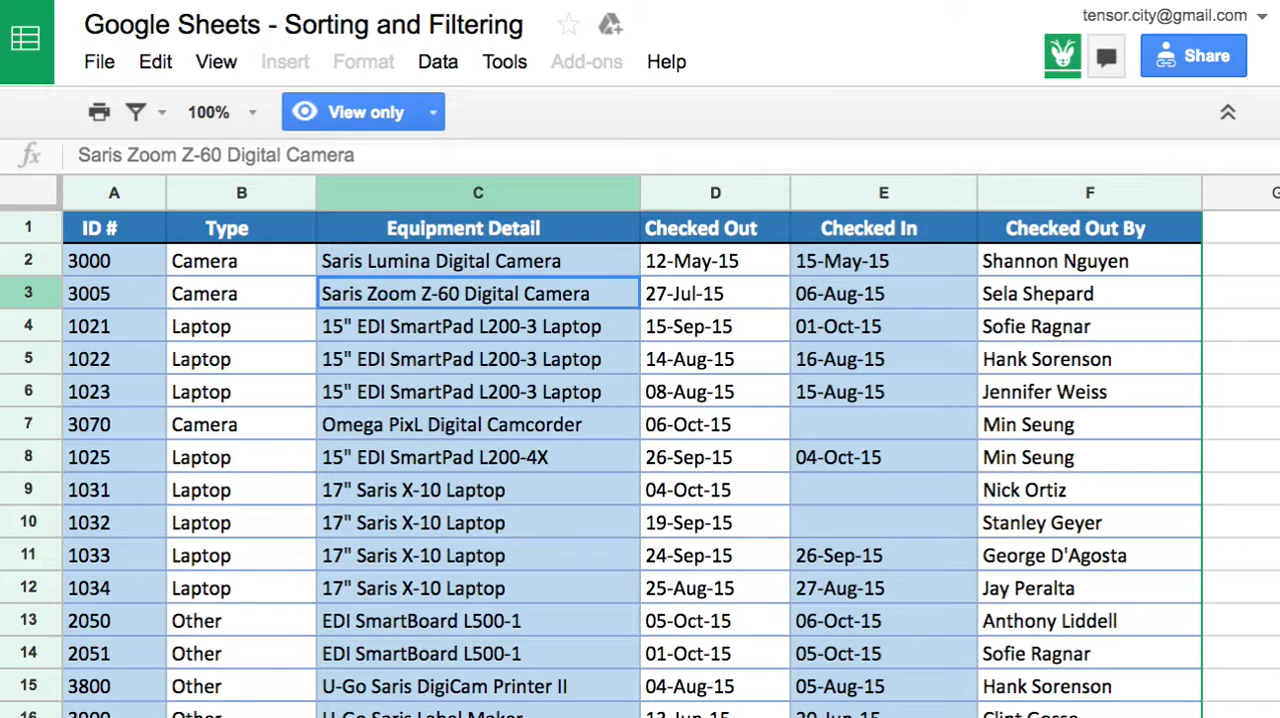 Google Sheets - Sorting and Filtering
tensor.city@gmail.com
File Edit View Insert Format Data Tools Add-ons Help
Share
100% View only
fx Saris Zoom Z-60 Digital Camera
A B C D E F G
1 ID # Type Equipment Detail Checked Out Checked In Checked Out By
2 3000 Camera Saris Lumina Digital Camera 12-May-15 15-May-15 Shannon Nguyen
3 3005 Camera Saris Zoom Z-60 Digital Camera 27-Jul-15 06-Aug-15 Sela Shepard
4 1021 Laptop 15" EDI SmartPad L200-3 Laptop 15-Sep-15 01-Oct-15 Sofie Ragnar
5 1022 Laptop 15" EDI SmartPad L200-3 Laptop 14-Aug-15 16-Aug-15 Hank Sorenson
6 1023 Laptop 15" EDI SmartPad L200-3 Laptop 08-Aug-15 15-Aug-15 Jennifer Weiss
7 3070 Camera Omega PixL Digital Camcorder 06-Oct-15 Min Seung
8 1025 Laptop 15" EDI SmartPad L200-4X 26-Sep-15 04-Oct-15 Min Seung
9 1031 Laptop 17" Saris X-10 Laptop 04-Oct-15 Nick Ortiz
10 1032 Laptop 17" Saris X-10 Laptop 19-Sep-15 Stanley Geyer
11 1033 Laptop 17" Saris X-10 Laptop 24-Sep-15 26-Sep-15 George D'Agosta
12 1034 Laptop 17" Saris X-10 Laptop 25-Aug-15 27-Aug-15 Jay Peralta
13 2050 Other EDI SmartBoard L500-1 05-Oct-15 06-Oct-15 Anthony Liddell
14 2051 Other EDI SmartBoard L500-1 01-Oct-15 05-Oct-15 Sofie Ragnar
15 3800 Other U-Go Saris DigiCam Printer II 04-Aug-15 05-Aug-15 Hank Sorenson
16 Other U-Go Saris Label Maker